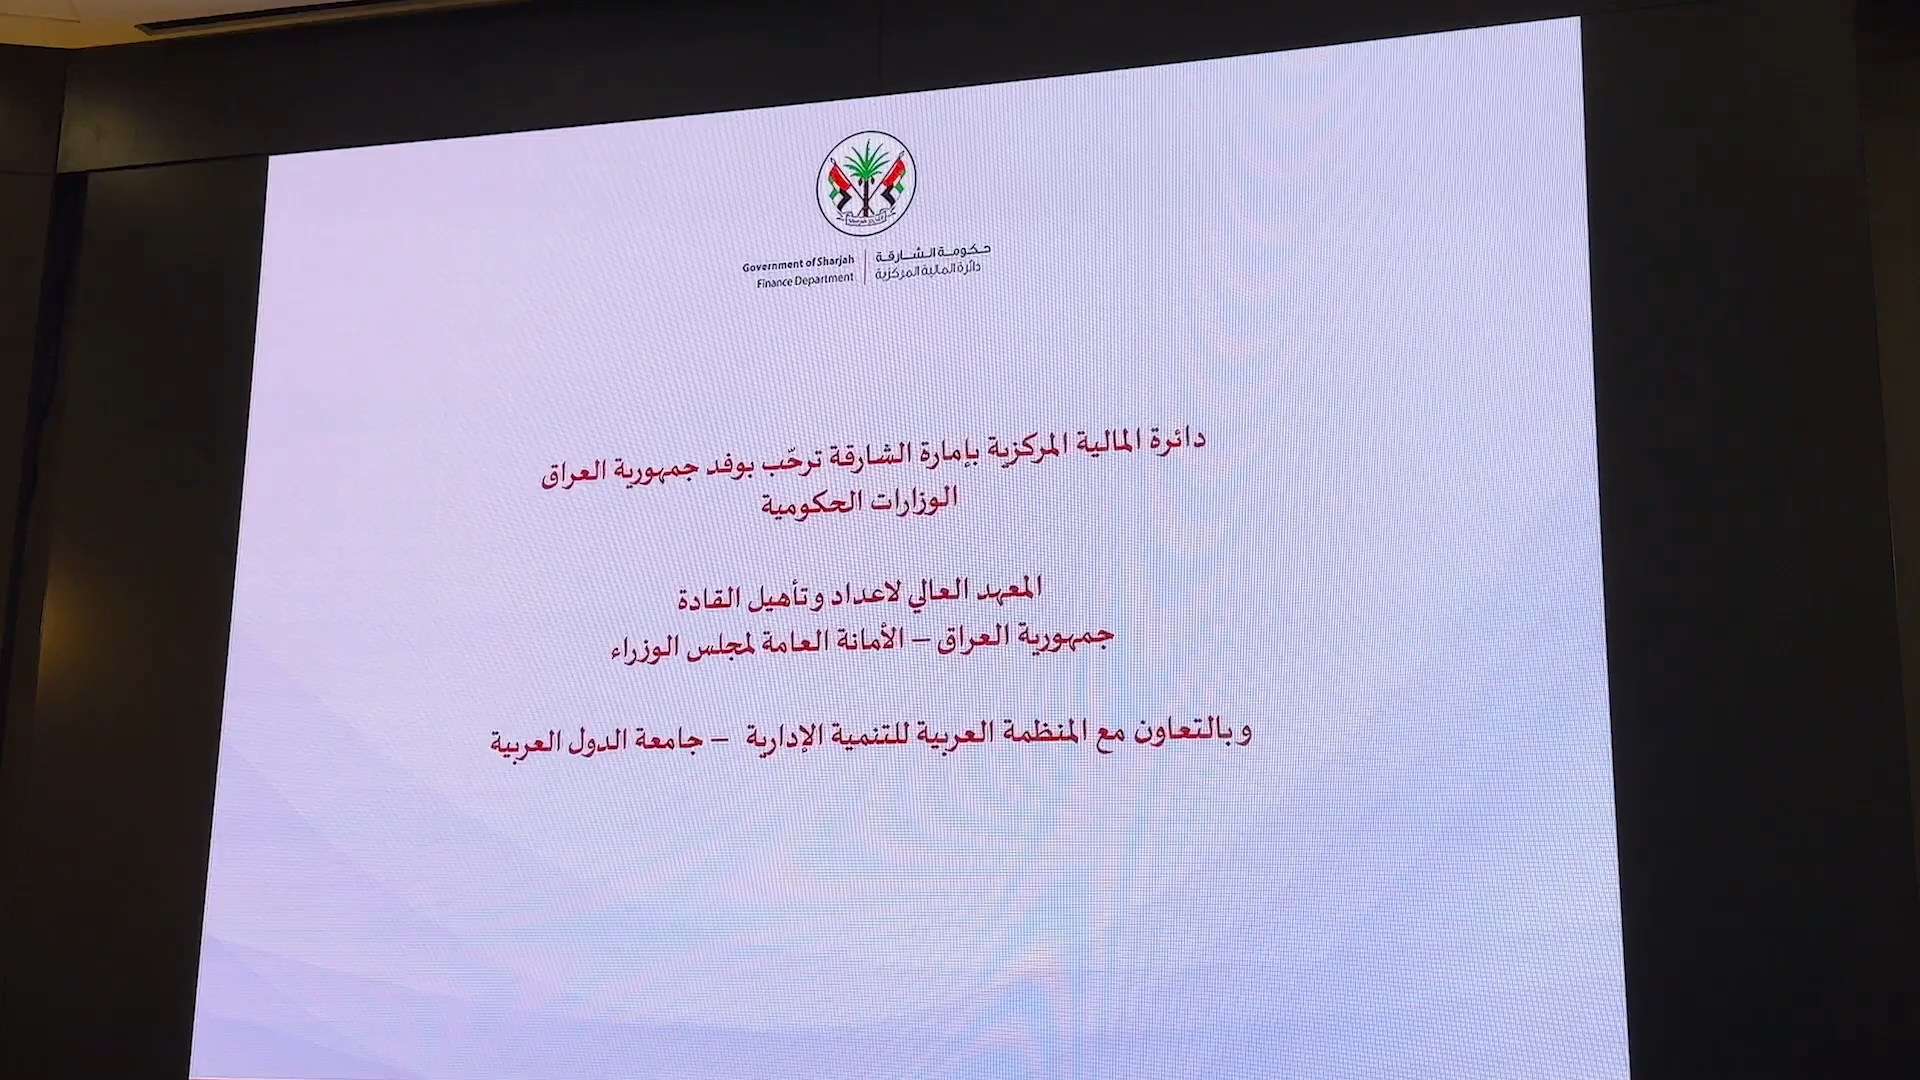 Government of Sharjah
Finance Department
حكومة الشارقة
دائرة المالية المركزية
دائرة المالية المركزية بإمارة الشارقة ترحّب بوفد جمهورية العراق
الوزارات الحكومية
المعهد العالي لاعداد وتأهيل القادة
جمهورية العراق – الأمانة العامة لمجلس الوزراء
وبالتعاون مع المنظمة العربية للتنمية الإدارية – جامعة الدول العربية